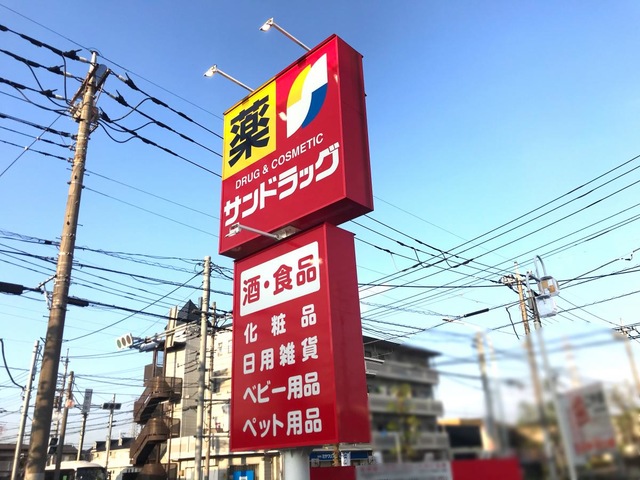 薬
DRUG & COSMETIC
サンドラッグ
酒・食品
化粧品
日用雑貨
ベビー用品
ペット用品